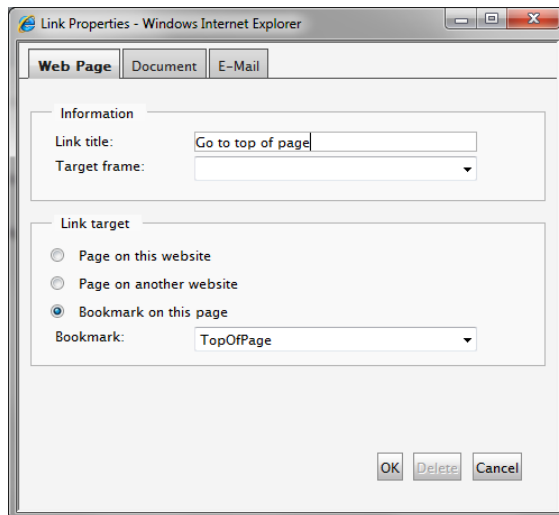 Link Properties - Windows Internet Explorer
Web Page Document E-Mail
Information
Link title: Go to top of page
Target frame:
Link target
Page on this website
Page on another website
Bookmark on this page
Bookmark: TopOfPage
OK Delete Cancel